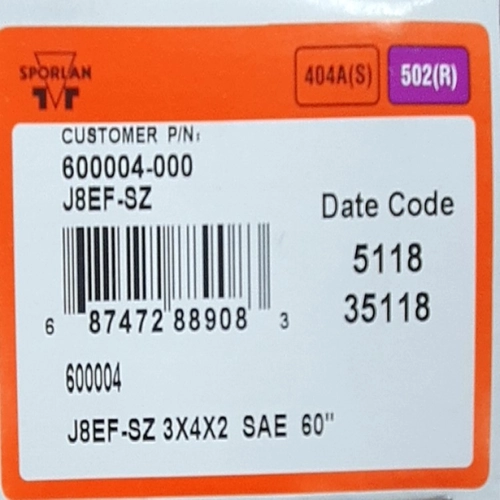 SPORLAN
404A(S) 502(R)
CUSTOMER P/N:
600004-000
J8EF-SZ
Date Code
5118
35118
6 87472 88908 3
600004
J8EF-SZ 3X4X2 SAE 60"